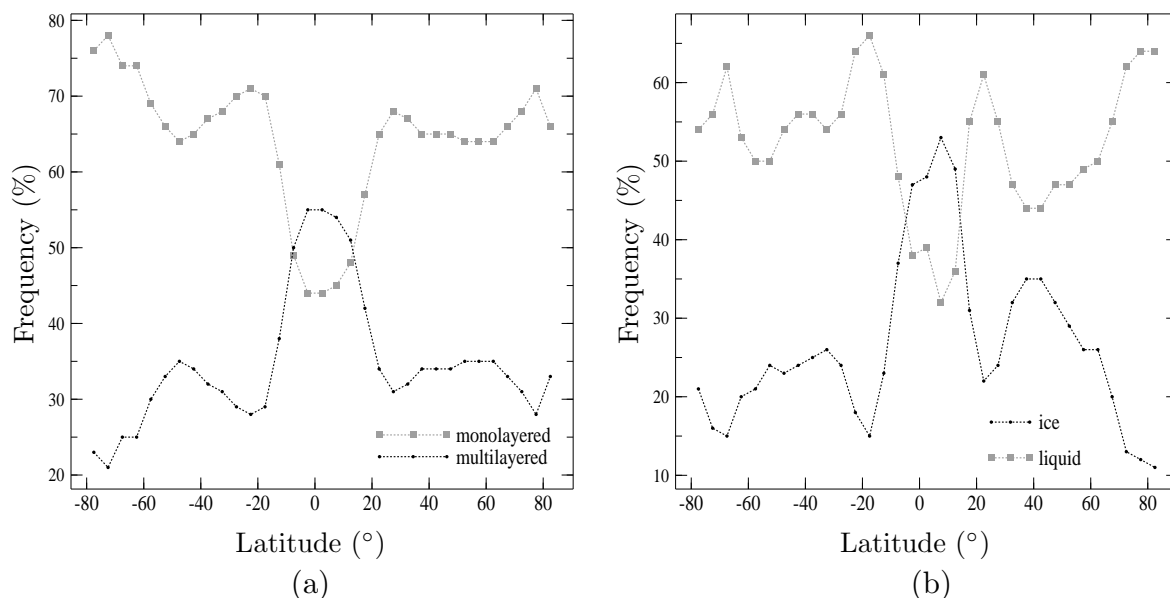 80
70
60
50
40
30
20
Frequency (%)
monolayered
multilayered
-80 -60 -40 -20 0 20 40 60 80
Latitude (°)
(a)
60
50
40
30
20
10
Frequency (%)
ice
liquid
-80 -60 -40 -20 0 20 40 60 80
Latitude (°)
(b)